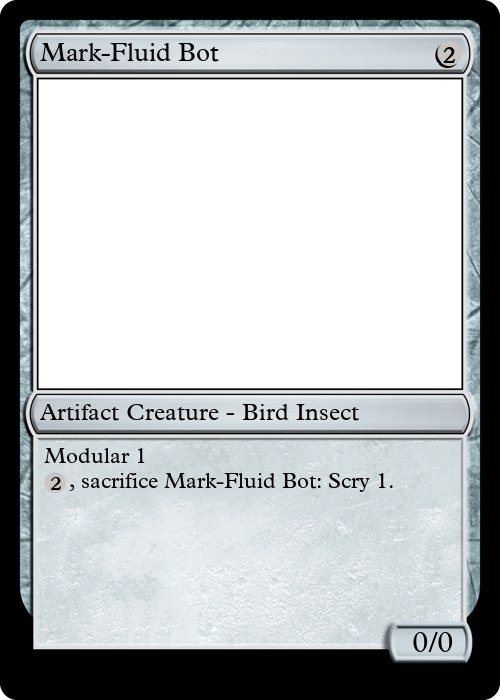 Mark-Fluid Bot 2
Artifact Creature - Bird Insect
Modular 1
2, sacrifice Mark-Fluid Bot: Scry 1.
0/0